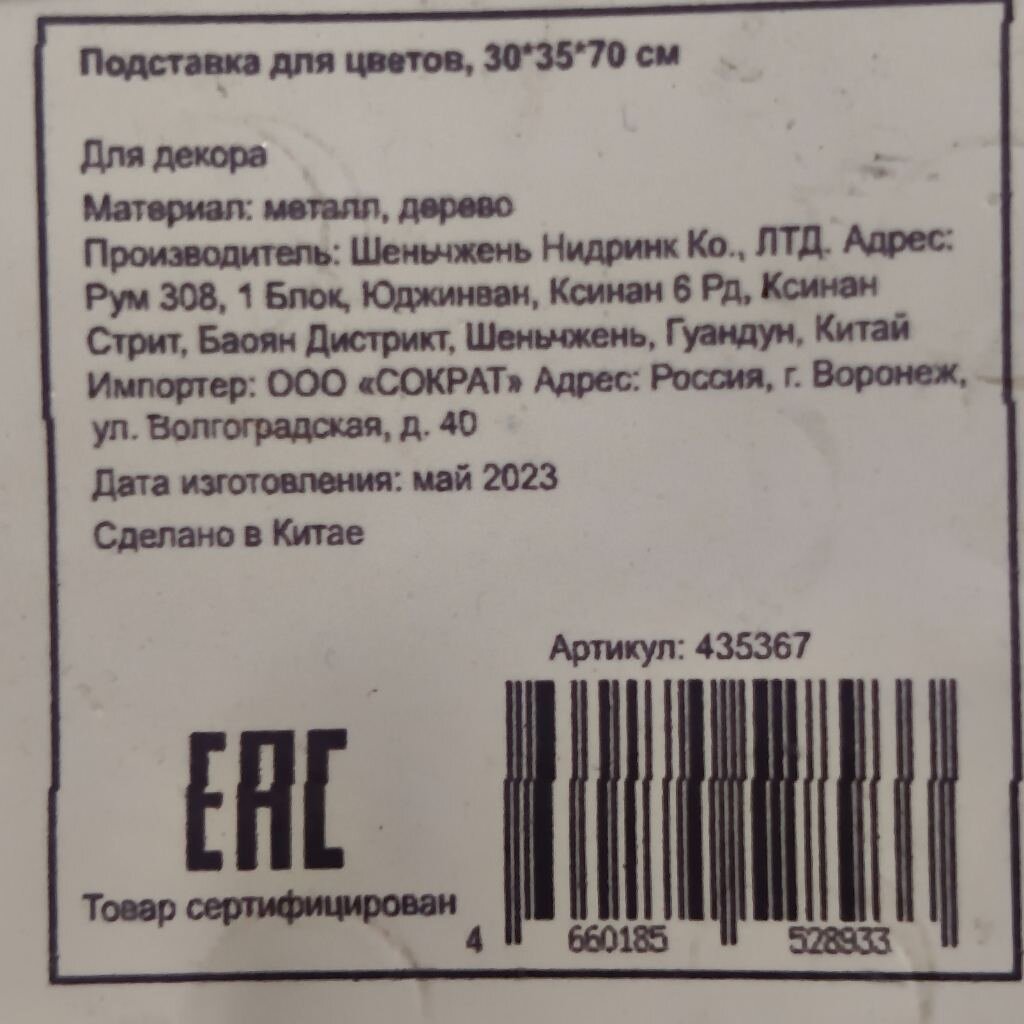 Подставка для цветов, 30*35*70 см
Для декора
Материал: металл, дерево
Производитель: Шеньчжень Нидринк Ко., ЛТД. Адрес:
Рум 308, 1 Блок, Юджинван, Ксинан 6 Рд, Ксинан
Стрит, Баоян Дистрикт, Шеньчжень, Гуандун, Китай
Импортер: ООО «СОКРАТ» Адрес: Россия, г. Воронеж,
ул. Волгоградская, д. 40
Дата изготовления: май 2023
Сделано в Китае
Артикул: 435367
EAC
Товар сертифицирован
4 660185 528933